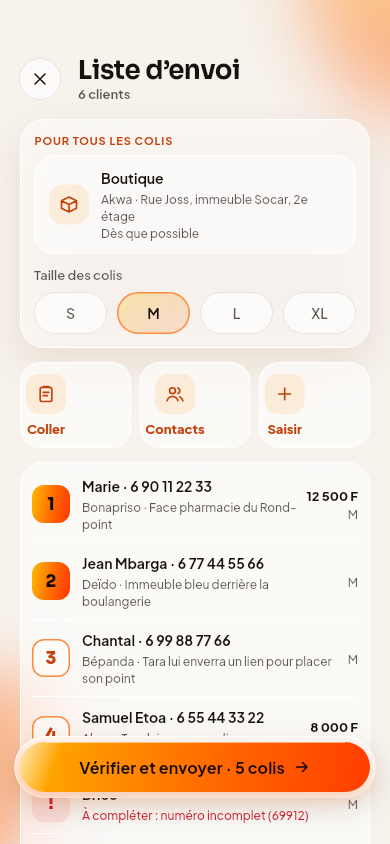 Liste d’envoi
6 clients
POUR TOUS LES COLIS
Boutique
Akwa · Rue Joss, immeuble Socar, 2e
étage
Dès que possible
Taille des colis
S M L XL
Coller Contacts Saisir
1
Marie · 6 90 11 22 33
12 500 F
Bonapriso · Face pharmacie du Rond-
point
M
2
Jean Mbarga · 6 77 44 55 66
Deïdo · Immeuble bleu derrière la
boulangerie
M
3
Chantal · 6 99 88 77 66
Bépanda · Tara lui enverra un lien pour placer
son point
M
4
Samuel Etoa · 6 55 44 33 22
8 000 F
Vérifier et envoyer · 5 colis →
!
M
À compléter : numéro incomplet (69912)